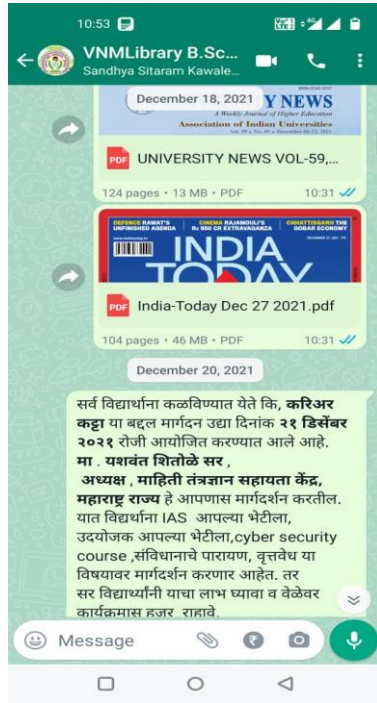 10:53
VNMLibrary B.Sc...
Sandhya Sitaram Kawale...
December 18, 2021
Y NEWS
A Weekly Journal of Higher Education
Association of Indian Universities
PDF UNIVERSITY NEWS VOL-59,...
124 pages • 13 MB • PDF 10:31
DEFENCE RAWAT'S UNFINISHED AGENDA
CINEMA RAJAMOULI'S RS 550 CR EXTRAVAGANZA
CHHATTISGARH THE GOBAR ECONOMY
INDIA
TODAY
PDF India-Today Dec 27 2021.pdf
104 pages • 46 MB • PDF 10:31
December 20, 2021
सर्व विद्यार्थाना कळविण्यात येते कि, करिअर
कट्टा या बद्दल मार्गदन उद्या दिनांक २१ डिसेंबर
२०२१ रोजी आयोजित करण्यात आले आहे.
मा . यशवंत शितोळे सर ,
अध्यक्ष , माहिती तंत्रज्ञान सहायता केंद्र,
महाराष्ट्र राज्य हे आपणास मार्गदर्शन करतील.
यात विद्यर्थाना IAS आपल्या भेटीला,
उदयोजक आपल्या भेटीला,cyber security
course ,संविधानाचे पारायण, वृत्तवेध या
विषयावर मार्गदर्शन करणार आहेत. तर
सर विद्यार्थ्यांनी याचा लाभ घ्यावा व वेळेवर
कार्यक्रमास हजर राहावे.
Message